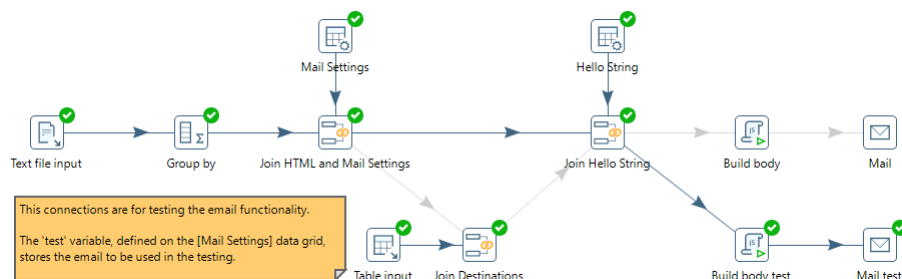 Mail Settings
Hello String
Text file input
Group by
Join HTML and Mail Settings
Join Hello String
Build body
Mail
This connections are for testing the email functionality.
The 'test' variable, defined on the [Mail Settings] data grid,
stores the email to be used in the testing.
Table input
Join Destinations
Build body test
Mail test